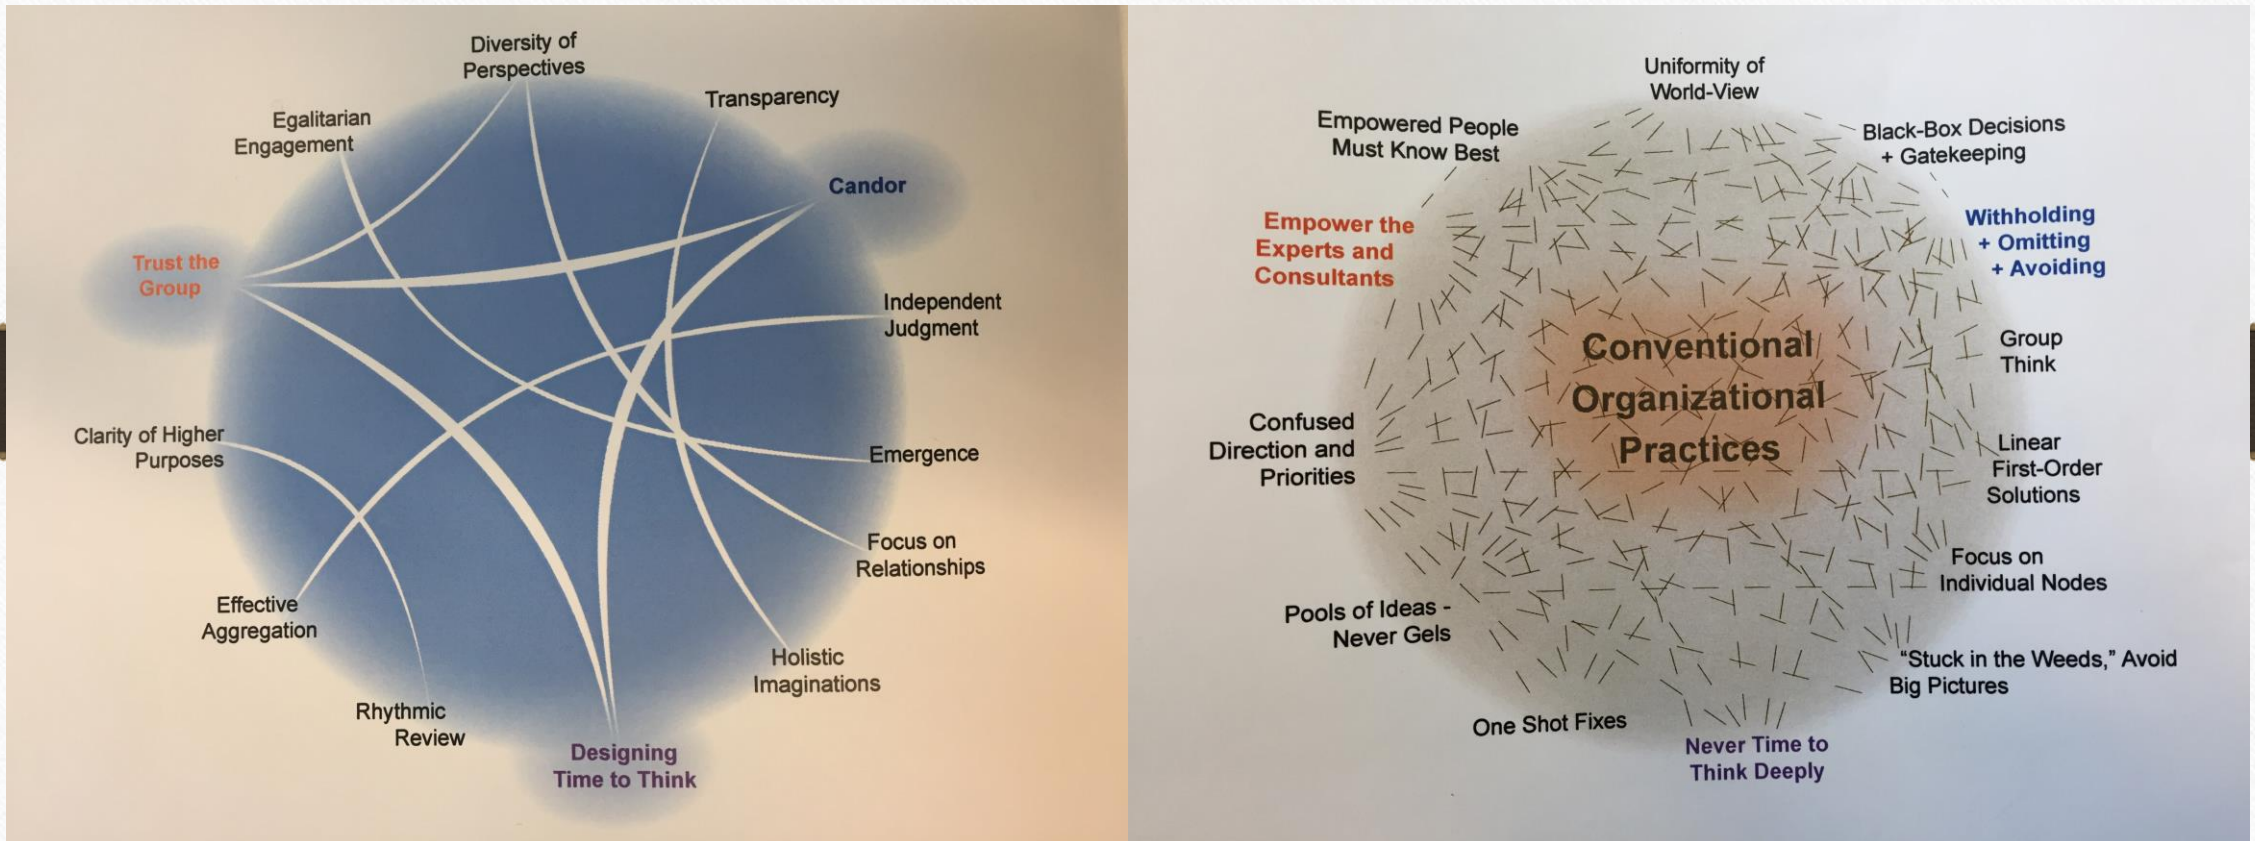 Diversity of
Perspectives
Transparency
Egalitarian
Engagement
Candor
Trust the
Group
Independent
Judgment
Clarity of Higher
Purposes
Emergence
Focus on
Relationships
Effective
Aggregation
Holistic
Imaginations
Rhythmic
Review
Designing
Time to Think
Uniformity of
World-View
Empowered People
Must Know Best
Black-Box Decisions
+ Gatekeeping
Empower the
Experts and
Consultants
Withholding
+ Omitting
+ Avoiding
Conventional
Organizational
Practices
Group
Think
Confused
Direction and
Priorities
Linear
First-Order
Solutions
Focus on
Individual Nodes
Pools of Ideas -
Never Gels
"Stuck in the Weeds," Avoid
Big Pictures
One Shot Fixes
Never Time to
Think Deeply